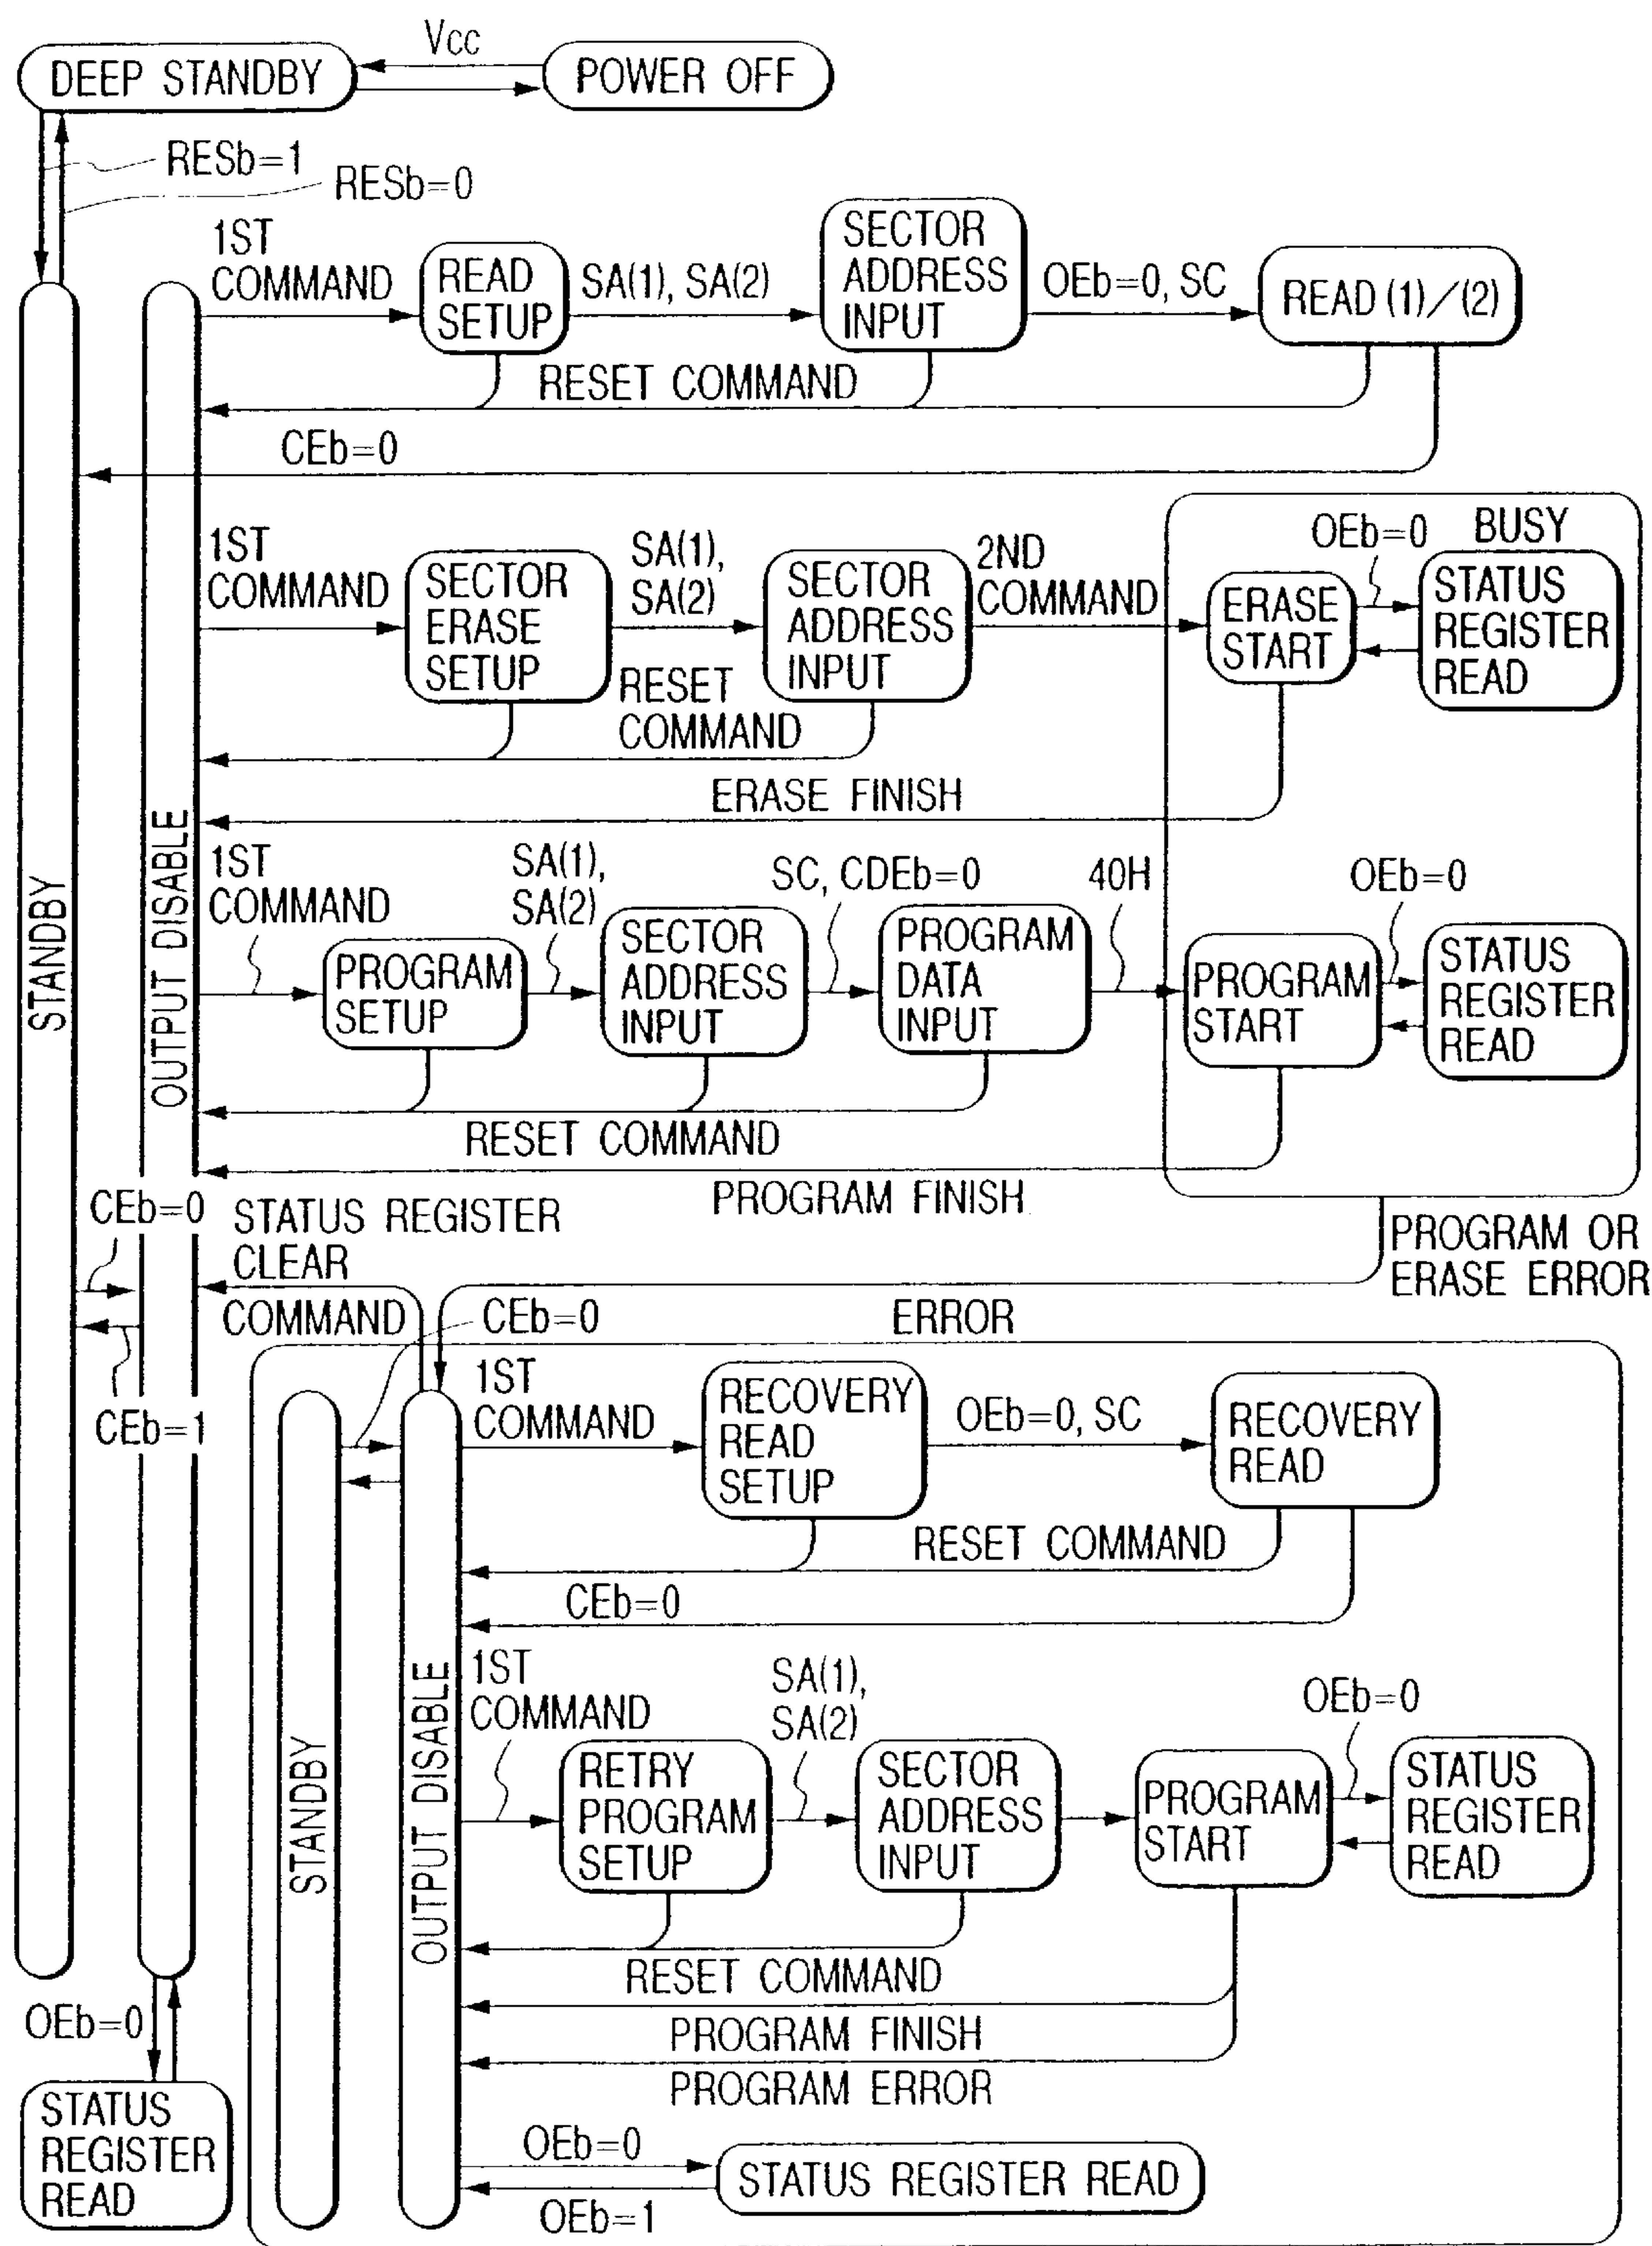 Vcc
DEEP STANDBY
POWER OFF
RESb=1
RESb=0
1ST
COMMAND
READ
SETUP
SA(1), SA(2)
SECTOR
ADDRESS
INPUT
OEb=0, SC
READ (1)/(2)
RESET COMMAND
CEb=0
1ST
COMMAND
SECTOR
ERASE
SETUP
SA(1),
SA(2)
SECTOR
ADDRESS
INPUT
2ND
COMMAND
ERASE
START
OEb=0
BUSY
STATUS
REGISTER
READ
RESET
COMMAND
ERASE FINISH
STANDBY
OUTPUT DISABLE
1ST
COMMAND
PROGRAM
SETUP
SA(1),
SA(2)
SECTOR
ADDRESS
INPUT
SC, CDEb=0
PROGRAM
DATA
INPUT
40H
PROGRAM
START
OEb=0
STATUS
REGISTER
READ
RESET COMMAND
PROGRAM FINISH
CEb=0
STATUS REGISTER
CLEAR
COMMAND
PROGRAM OR
ERASE ERROR
CEb=0
ERROR
CEb=1
1ST
COMMAND
RECOVERY
READ
SETUP
OEb=0, SC
RECOVERY
READ
RESET COMMAND
CEb=0
STANDBY
OUTPUT DISABLE
1ST
COMMAND
RETRY
PROGRAM
SETUP
SA(1),
SA(2)
SECTOR
ADDRESS
INPUT
PROGRAM
START
OEb=0
STATUS
REGISTER
READ
RESET COMMAND
PROGRAM FINISH
PROGRAM ERROR
OEb=0
STATUS
REGISTER
READ
OEb=0
STATUS REGISTER READ
OEb=1